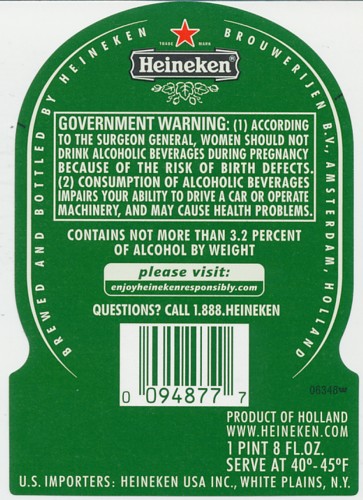 BREWED AND BOTTLED BY HEINEKEN BROUWERIJEN B.V., AMSTERDAM, HOLLAND
TRADE MARK
Heineken®
GOVERNMENT WARNING: (1) ACCORDING
TO THE SURGEON GENERAL, WOMEN SHOULD NOT
DRINK ALCOHOLIC BEVERAGES DURING PREGNANCY
BECAUSE OF THE RISK OF BIRTH DEFECTS.
(2) CONSUMPTION OF ALCOHOLIC BEVERAGES
IMPAIRS YOUR ABILITY TO DRIVE A CAR OR OPERATE
MACHINERY, AND MAY CAUSE HEALTH PROBLEMS.
CONTAINS NOT MORE THAN 3.2 PERCENT
OF ALCOHOL BY WEIGHT
please visit:
enjoyheinekenresponsibly.com
QUESTIONS? CALL 1.888.HEINEKEN
0 094877 7
PRODUCT OF HOLLAND
WWW.HEINEKEN.COM
1 PINT 8 FL.OZ.
SERVE AT 40º-45ºF
U.S. IMPORTERS: HEINEKEN USA INC., WHITE PLAINS, N.Y.